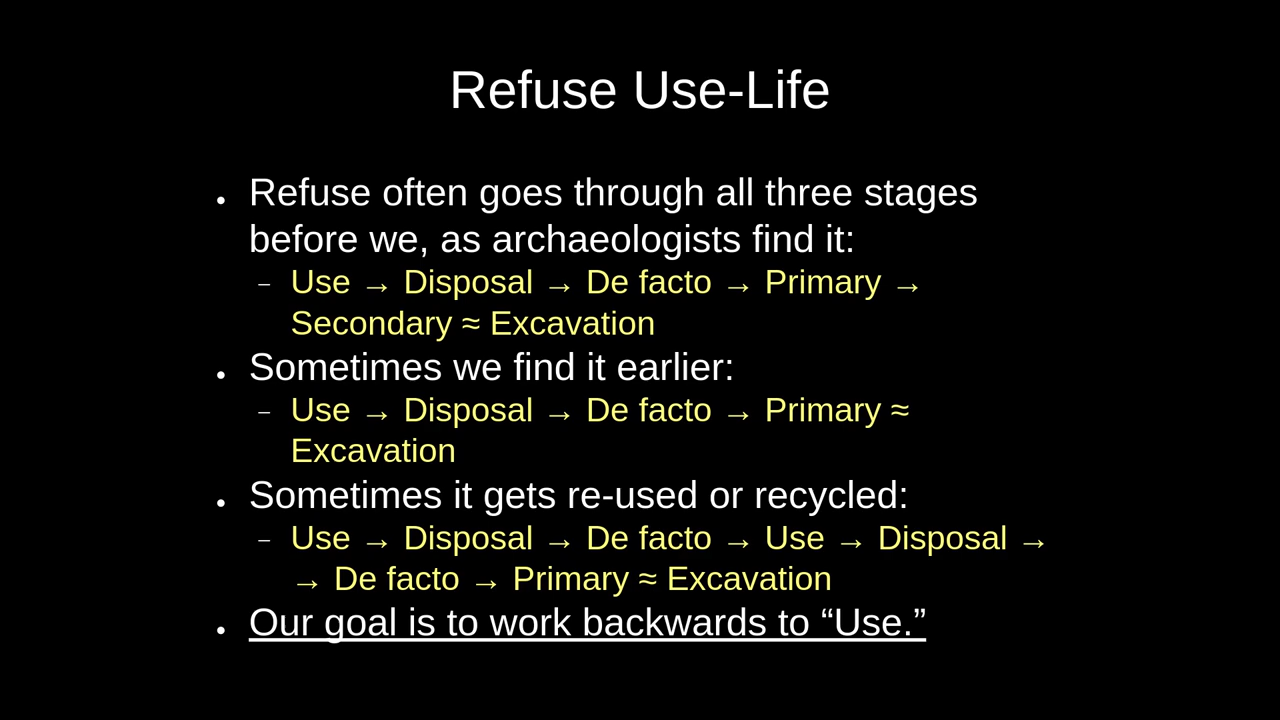 Refuse Use-Life
• Refuse often goes through all three stages
before we, as archaeologists find it:
– Use → Disposal → De facto → Primary →
Secondary ≈ Excavation
• Sometimes we find it earlier:
– Use → Disposal → De facto → Primary ≈
Excavation
• Sometimes it gets re-used or recycled:
– Use → Disposal → De facto → Use → Disposal →
→ De facto → Primary ≈ Excavation
• Our goal is to work backwards to “Use.”